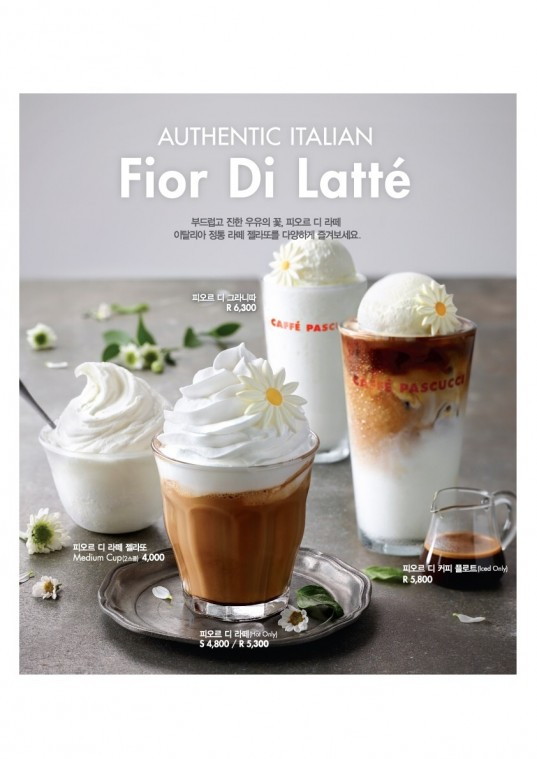 AUTHENTIC ITALIAN
Fior Di Latté
부드럽고 진한 우유의 꽃, 피오르 디 라떼
이탈리아 정통 라떼 젤라또를 다양하게 즐겨보세요.
피오르 디 그라니따
R 6,300
CAFFÈ PASCU
CAFFÈ PASCUCCI
피오르 디 라떼 젤라또
Medium Cup(2스쿱) 4,000
피오르 디 커피 플로트(Iced Only)
R 5,800
피오르 디 라떼(Hot Only)
S 4,800 / R 5,300